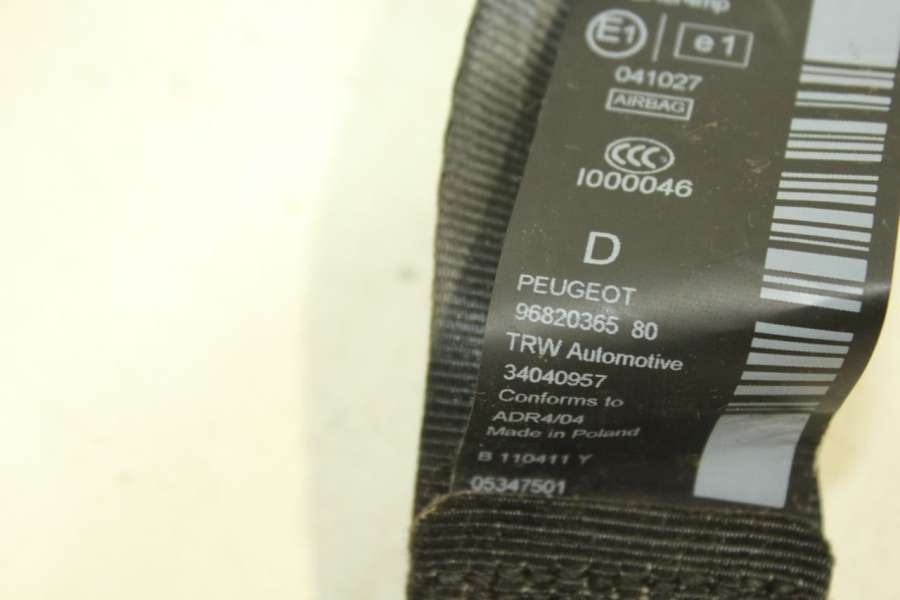 E1 e1
041027
AIRBAG
CCC
I000046
D
PEUGEOT
96820365 80
TRW Automotive
34040957
Conforms to
ADR4/04
Made in Poland
B 110411 Y
05347501